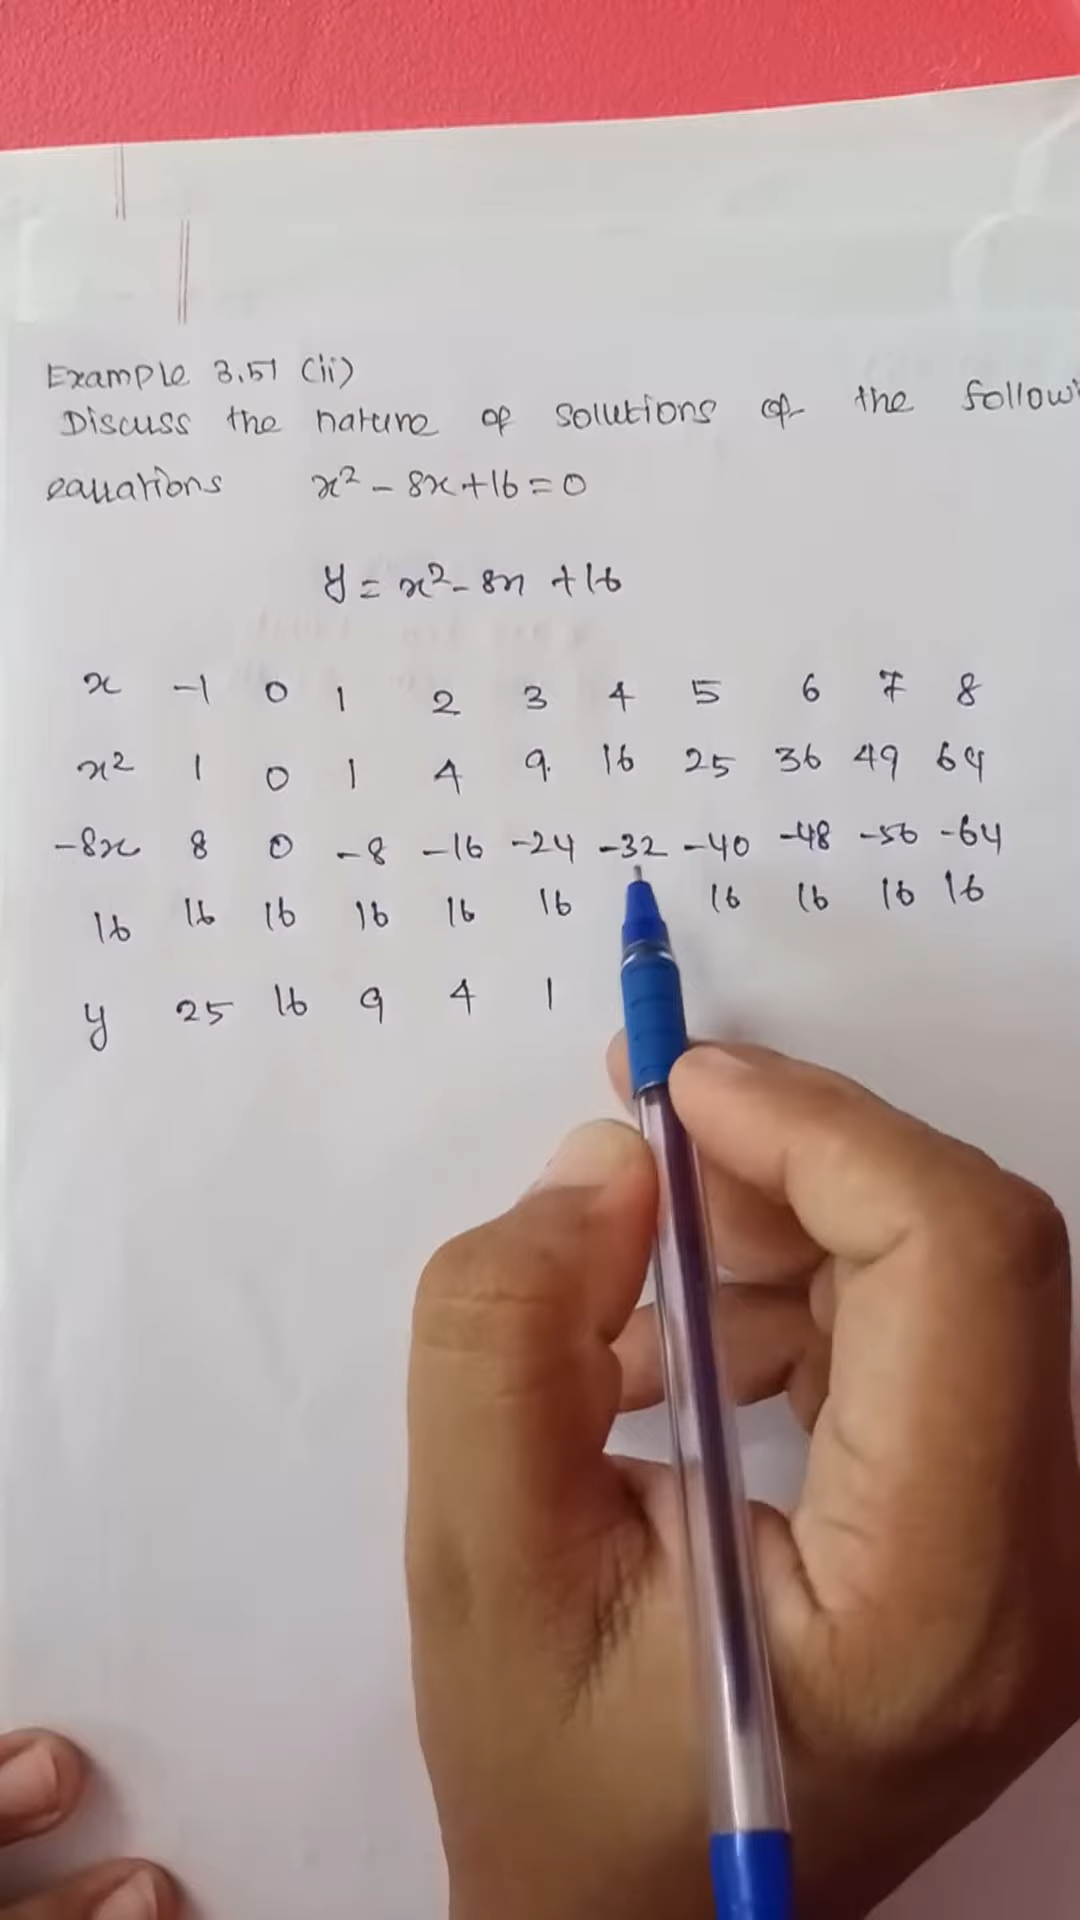 Example 3.51 (ii)
Discuss the nature of solutions of the
equations x² - 8x + 16 = 0
y = x² - 8x + 16
x -1 0 1 2 3 4 5 6 7 8
x² 1 0 1 4 9 16 25 36 49 64
-8x 8 0 -8 -16 -24 -32 -40 -48 -56 -64
16 16 16 16 16 16 16 16 16 16
y 25 16 9 4 1